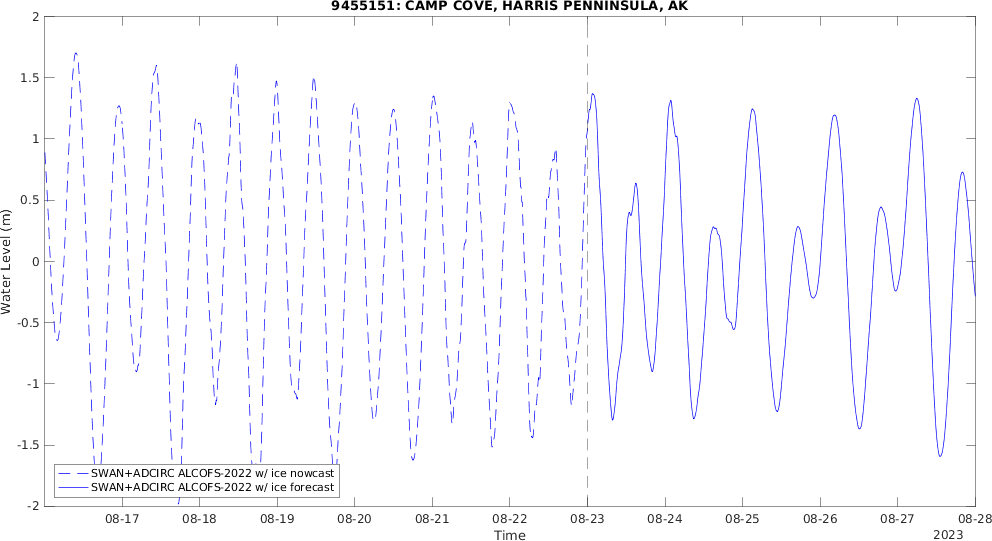 9455151: CAMP COVE, HARRIS PENNINSULA, AK
2
1.5
1
0.5
0
-0.5
-1
-1.5
-2
Water Level (m)
SWAN+ADCIRC ALCOFS-2022 w/ ice nowcast
SWAN+ADCIRC ALCOFS-2022 w/ ice forecast
08-17 08-18 08-19 08-20 08-21 08-22 08-23 08-24 08-25 08-26 08-27 08-28
Time
2023